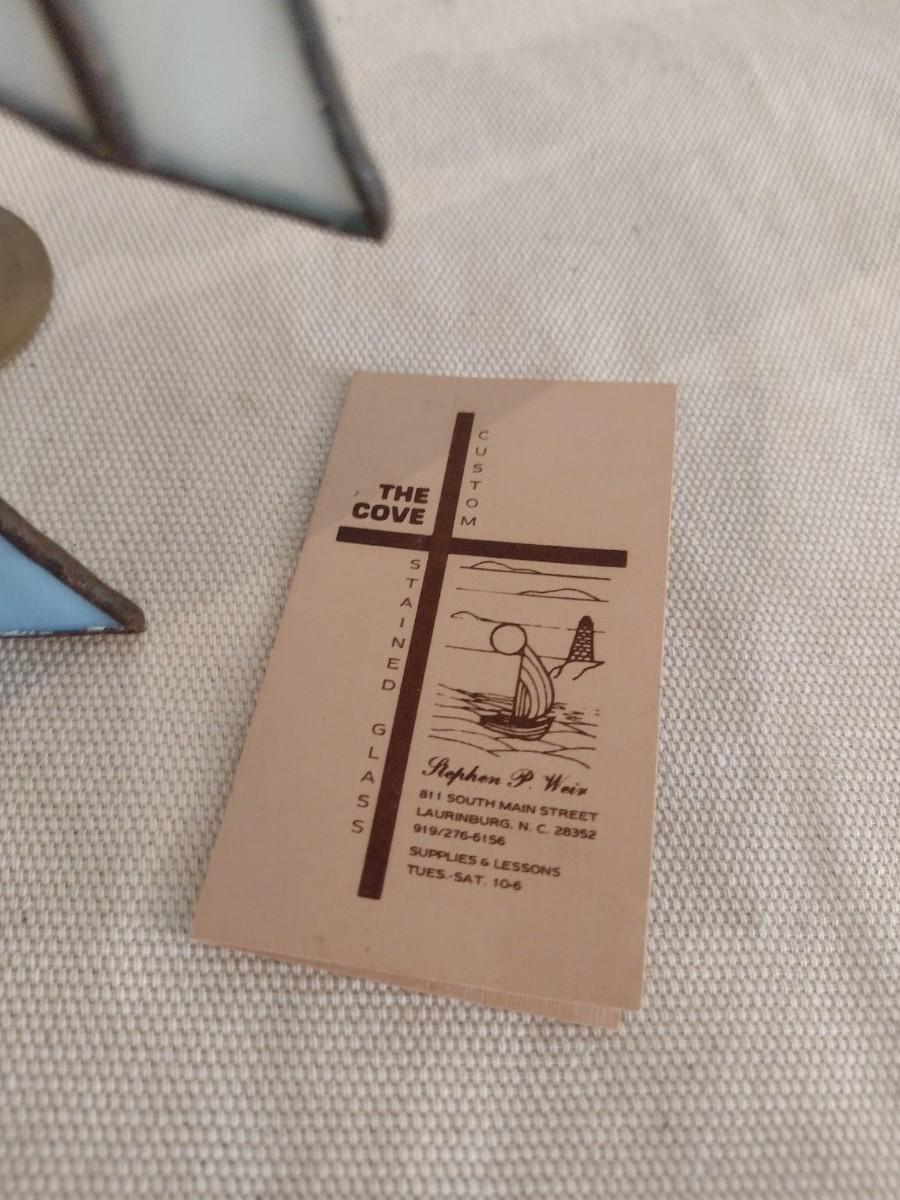 THE
COVE
CUSTOM
STAINED GLASS
Stephen P. Weir
811 SOUTH MAIN STREET
LAURINBURG, N. C. 28352
919/276-6156
SUPPLIES & LESSONS
TUES.-SAT. 10-6